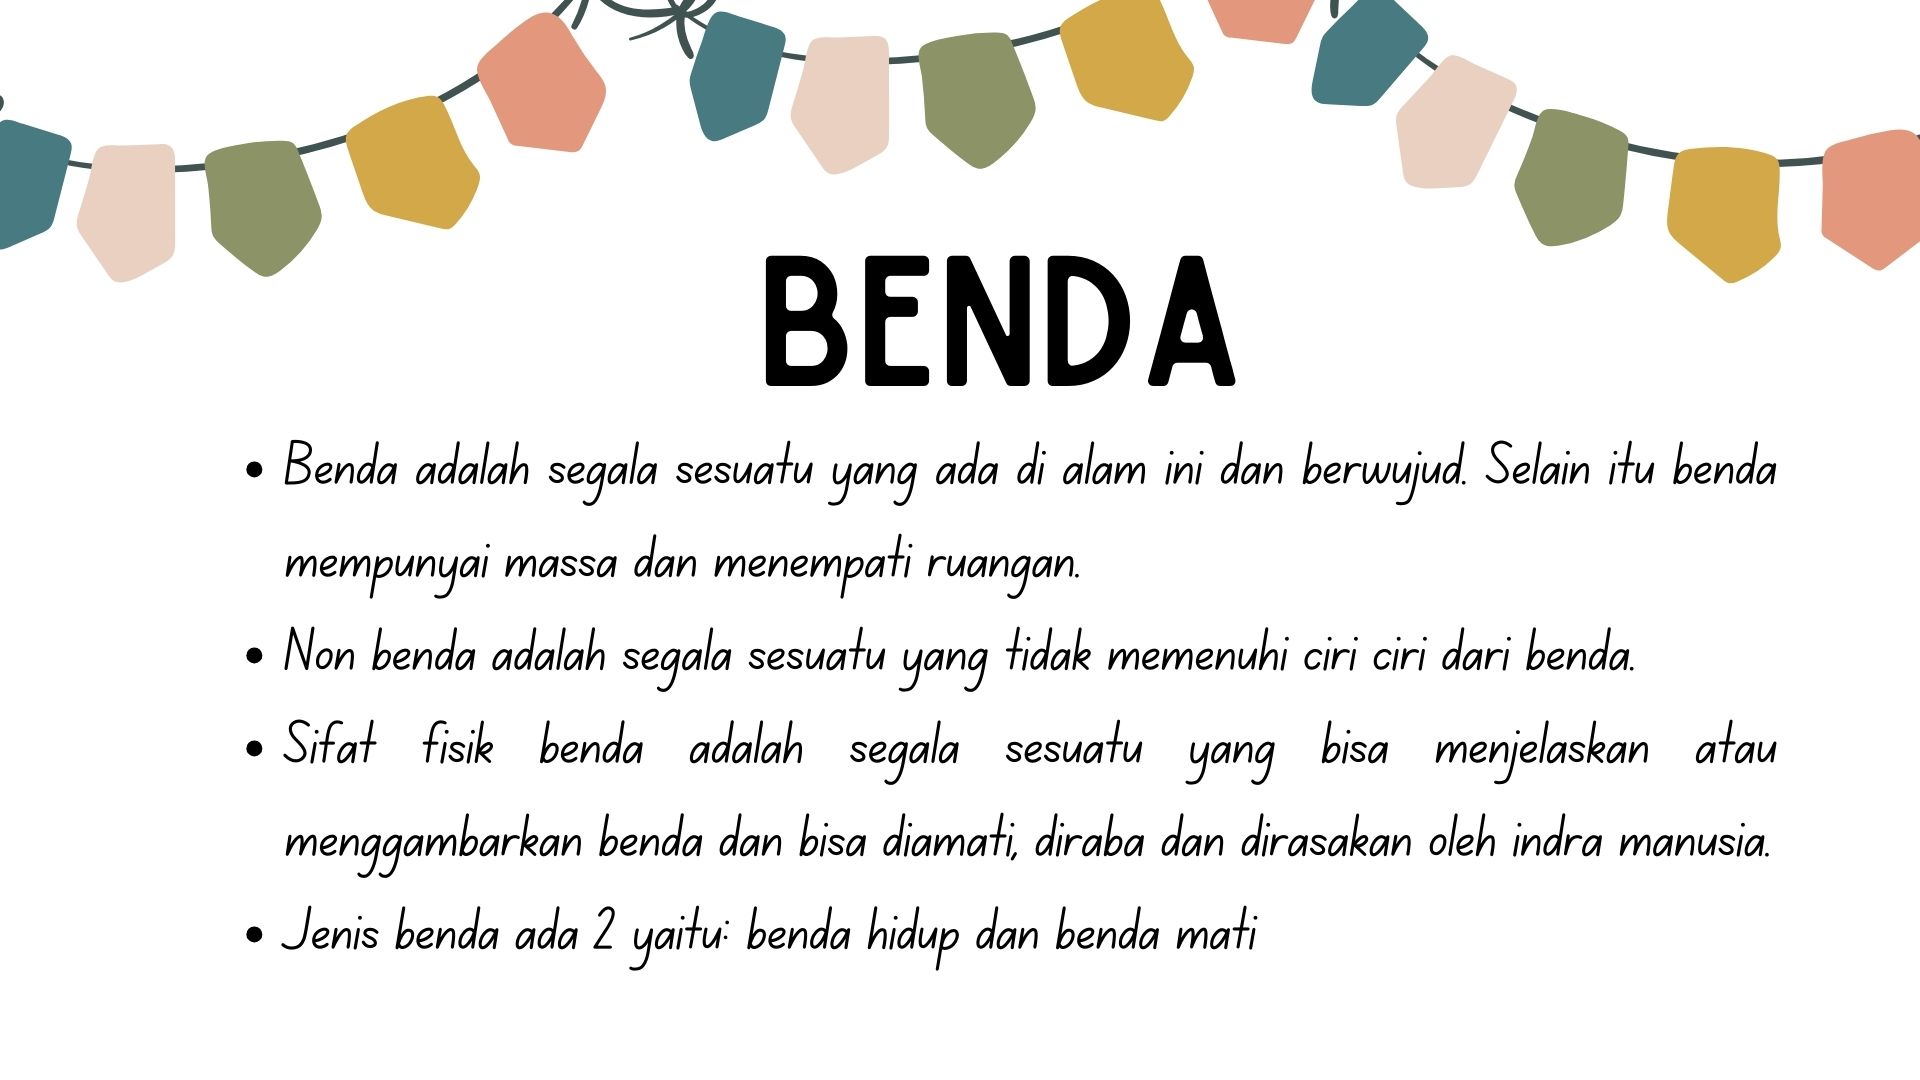 BENDA
• Benda adalah segala sesuatu yang ada di alam ini dan berwujud. Selain itu benda
mempunyai massa dan menempati ruangan.
• Non benda adalah segala sesuatu yang tidak memenuhi ciri ciri dari benda.
• Sifat fisik benda adalah segala sesuatu yang bisa menjelaskan atau
menggambarkan benda dan bisa diamati, diraba dan dirasakan oleh indra manusia.
• Jenis benda ada 2 yaitu: benda hidup dan benda mati